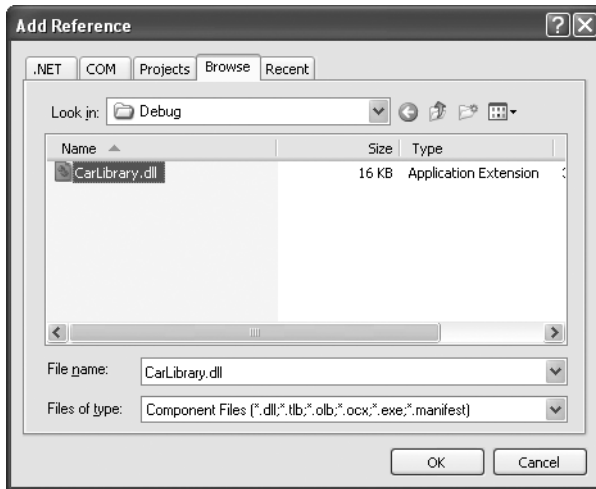 Add Reference
.NET COM Projects Browse Recent
Look in: Debug
Name Size Type
CarLibrary.dll 16 KB Application Extension
File name: CarLibrary.dll
Files of type: Component Files (*.dll;*.tlb;*.olb;*.ocx;*.exe;*.manifest)
OK Cancel